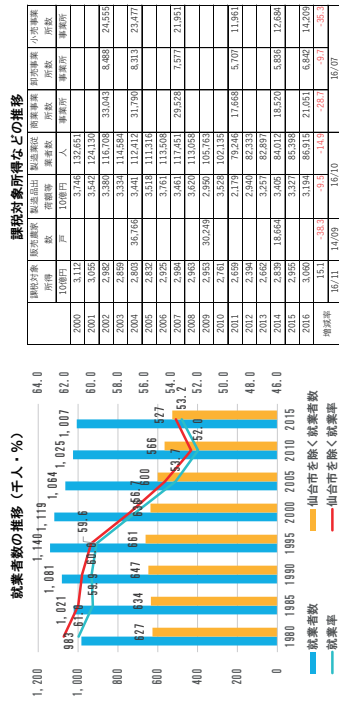 就業者数の推移（千人・%）
1,200
1,000
800
600
400
200
0
64.0
62.0
60.0
58.0
56.0
54.0
52.0
50.0
48.0
46.0
983
1,021
1,081
1,140
1,119
1,064
1,025
1,007
61.0
59.9
60.0
59.6
56.7
53.7
52.0
53.2
627
634
647
661
600
566
527
1980
1985
1990
1995
2000
2005
2010
2015
就業者数
仙台市を除く就業者数
就業率
仙台市を除く就業率
課税対象所得などの推移
課税対象 販売農家 製造品出 製造業従 商業事業 卸売事業 小売事業
所得 数 荷額等 業者数 所数 所数 所数
10億円 戸 10億円 人 事業所 事業所 事業所
2000 3,112 3,746 132,651
2001 3,055 3,542 124,130
2002 2,982 3,380 116,708 33,043 8,488 24,555
2003 2,859 3,334 114,584
2004 2,803 36,766 3,441 112,412 31,790 8,313 23,477
2005 2,832 3,518 111,316
2006 2,925 3,761 113,508
2007 2,984 3,461 117,451 29,528 7,577 21,951
2008 2,963 3,620 113,058
2009 2,953 30,249 2,950 105,763
2010 2,761 3,528 102,135
2011 2,659 2,179 79,246 17,668 5,707 11,961
2012 2,394 2,940 82,333
2013 2,662 3,257 82,897
2014 2,839 18,664 3,405 84,012 18,520 5,836 12,684
2015 2,955 3,327 85,398
2016 3,060 3,194 86,915 21,051 6,842 14,209
増減率 15.1 -38.3 -9.5 -14.9 -28.7 -9.7 -35.3
16/11 14/09 16/10 16/07